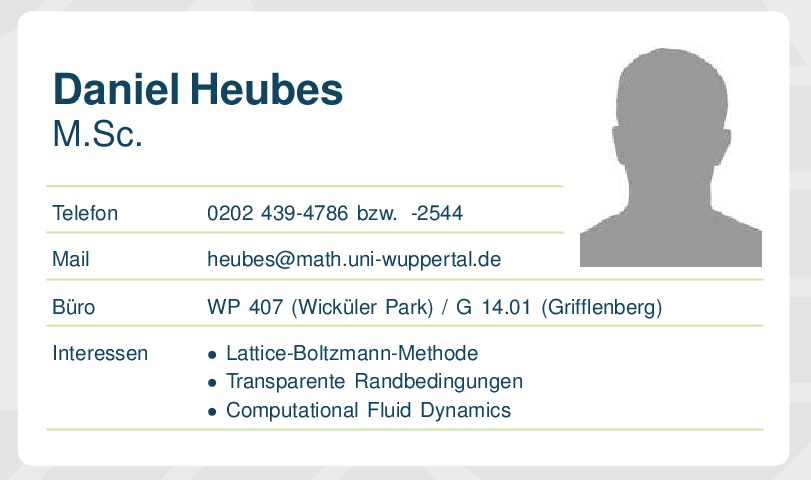 Daniel Heubes
M.Sc.
Telefon 0202 439-4786 bzw. -2544
Mail heubes@math.uni-wuppertal.de
Büro WP 407 (Wicküler Park) / G 14.01 (Grifflenberg)
Interessen • Lattice-Boltzmann-Methode
• Transparente Randbedingungen
• Computational Fluid Dynamics